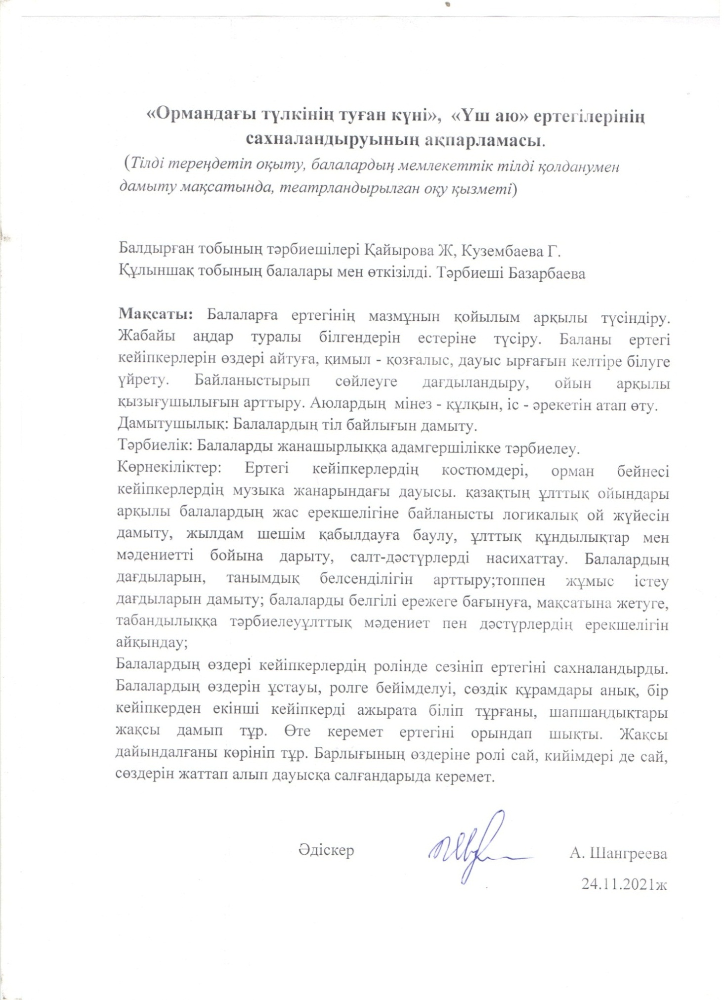 «Ормандағы түлкінің туған күні», «Үш аю» ертегілерінің
сахналандыруының ақпарламасы.
(Тілді тереңдетіп оқыту, балалардың мемлекеттік тілді қолданумен
дамыту мақсатында, театрландырылған оқу қызметі)
Балдырған тобының тәрбиешілері Қайырова Ж, Кузембаева Г.
Құлыншақ тобының балалары мен өткізілді. Тәрбиеші Базарбаева
Мақсаты: Балаларға ертегінің мазмұнын қойылым арқылы түсіндіру.
Жабайы аңдар туралы білгендерін естеріне түсіру. Баланы ертегі
кейіпкерлерін өздері айтуға, қимыл - қозғалыс, дауыс ырғағын келтіре білуге
үйрету. Байланыстырып сөйлеуге дағдыландыру, ойын арқылы
қызығушылығын арттыру. Аюлардың мінез - құлқын, іс - әрекетін атап өту.
Дамытушылық: Балалардың тіл байлығын дамыту.
Тәрбиелік: Балаларды жанашырлыққа адамгершілікке тәрбиелеу.
Көрнекіліктер: Ертегі кейіпкерлердің костюмдері, орман бейнесі
кейіпкерлердің музыка жанарындағы дауысы. қазақтың ұлттық ойындары
арқылы балалардың жас ерекшелігіне байланысты логикалық ой жүйесін
дамыту, жылдам шешім қабылдауға баулу, ұлттық құндылықтар мен
мәдениетті бойына дарыту, салт-дәстүрлерді насихаттау. Балалардың
дағдыларын, танымдық белсенділігін арттыру;топпен жұмыс істеу
дағдыларын дамыту; балаларды белгілі ережеге бағынуға, мақсатына жетуге,
табандылыққа тәрбиелеуұлттық мәдениет пен дәстүрлердің ерекшелігін
айқындау;
Балалардың өздері кейіпкерлердің ролінде сезініп ертегіні сахналандырды.
Балалардың өздерін ұстауы, ролге бейімделуі, сөздік құрамдары анық, бір
кейіпкерден екінші кейіпкерді ажырата біліп тұрғаны, шапшаңдықтары
жақсы дамып тұр. Өте керемет ертегіні орындап шықты. Жақсы
дайындалғаны көрініп тұр. Барлығының өздеріне ролі сай, кийімдері де сай,
сөздерін жаттап алып дауысқа салғандарыда керемет.
Әдіскер А. Шангреева
24.11.2021ж